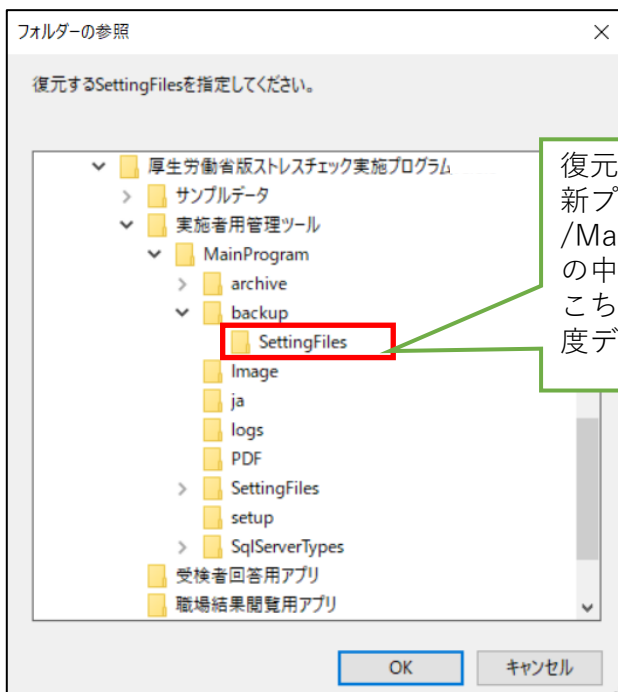 フォルダーの参照
復元するSettingFilesを指定してください。
厚生労働省版ストレスチェック実施プログラム
サンプルデータ
実施者用管理ツール
MainProgram
archive
backup
SettingFiles
Image
ja
logs
PDF
SettingFiles
setup
SqlServerTypes
受検者回答用アプリ
職場結果閲覧用アプリ
復元
新プ
/Ma
の中
こち
度デ
OK
キャンセル